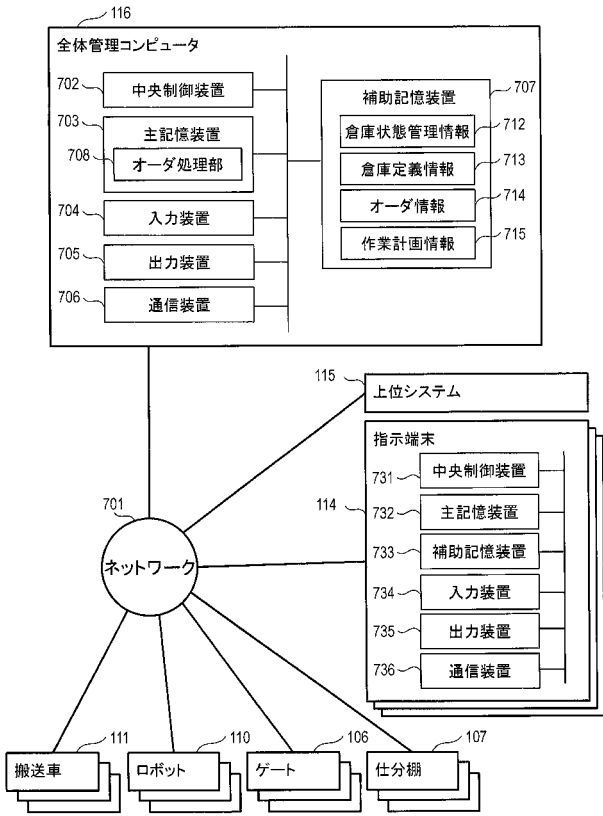 116
全体管理コンピュータ
702
中央制御装置
703
主記憶装置
708
オーダ処理部
704
入力装置
705
出力装置
706
通信装置
補助記憶装置
707
倉庫状態管理情報
712
倉庫定義情報
713
オーダ情報
714
作業計画情報
715
115
上位システム
指示端末
114
731
中央制御装置
732
主記憶装置
733
補助記憶装置
734
入力装置
735
出力装置
736
通信装置
701
ネットワーク
搬送車
111
ロボット
110
ゲート
106
仕分棚
107